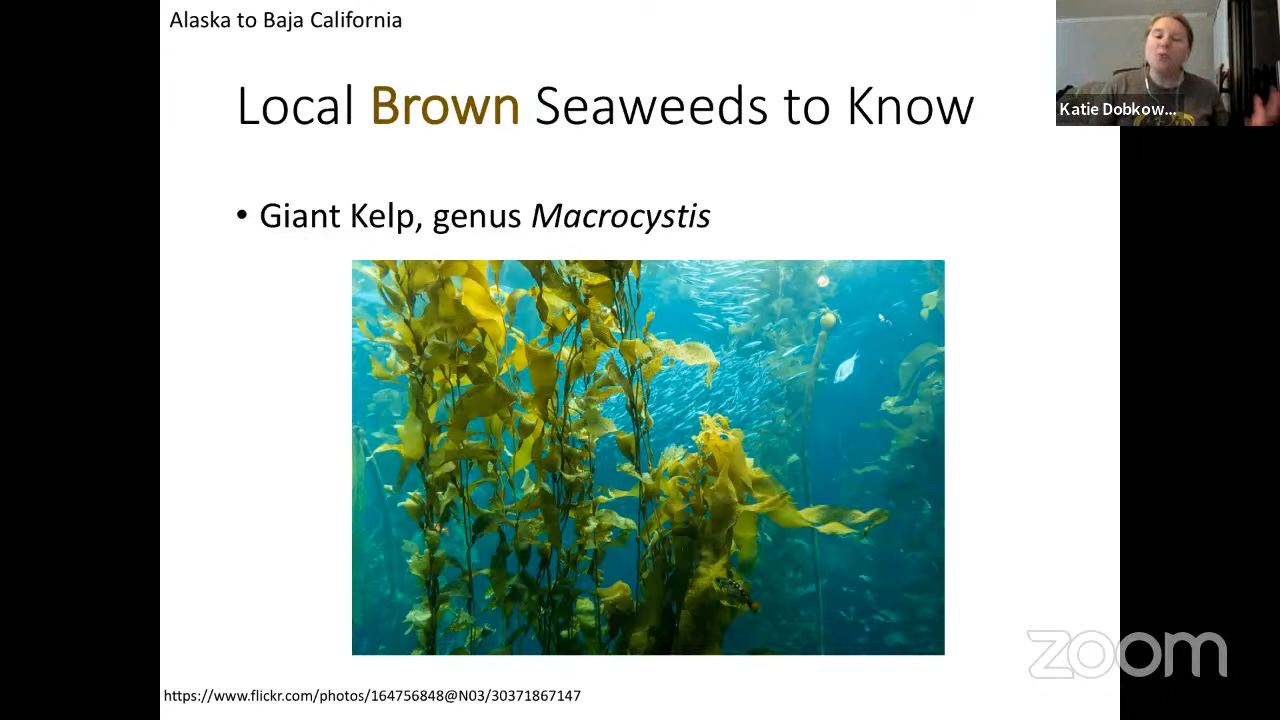 Alaska to Baja California
Local Brown Seaweeds to Know
Katie Dobkow...
• Giant Kelp, genus Macrocystis
zoom
https://www.flickr.com/photos/164756848@N03/30371867147